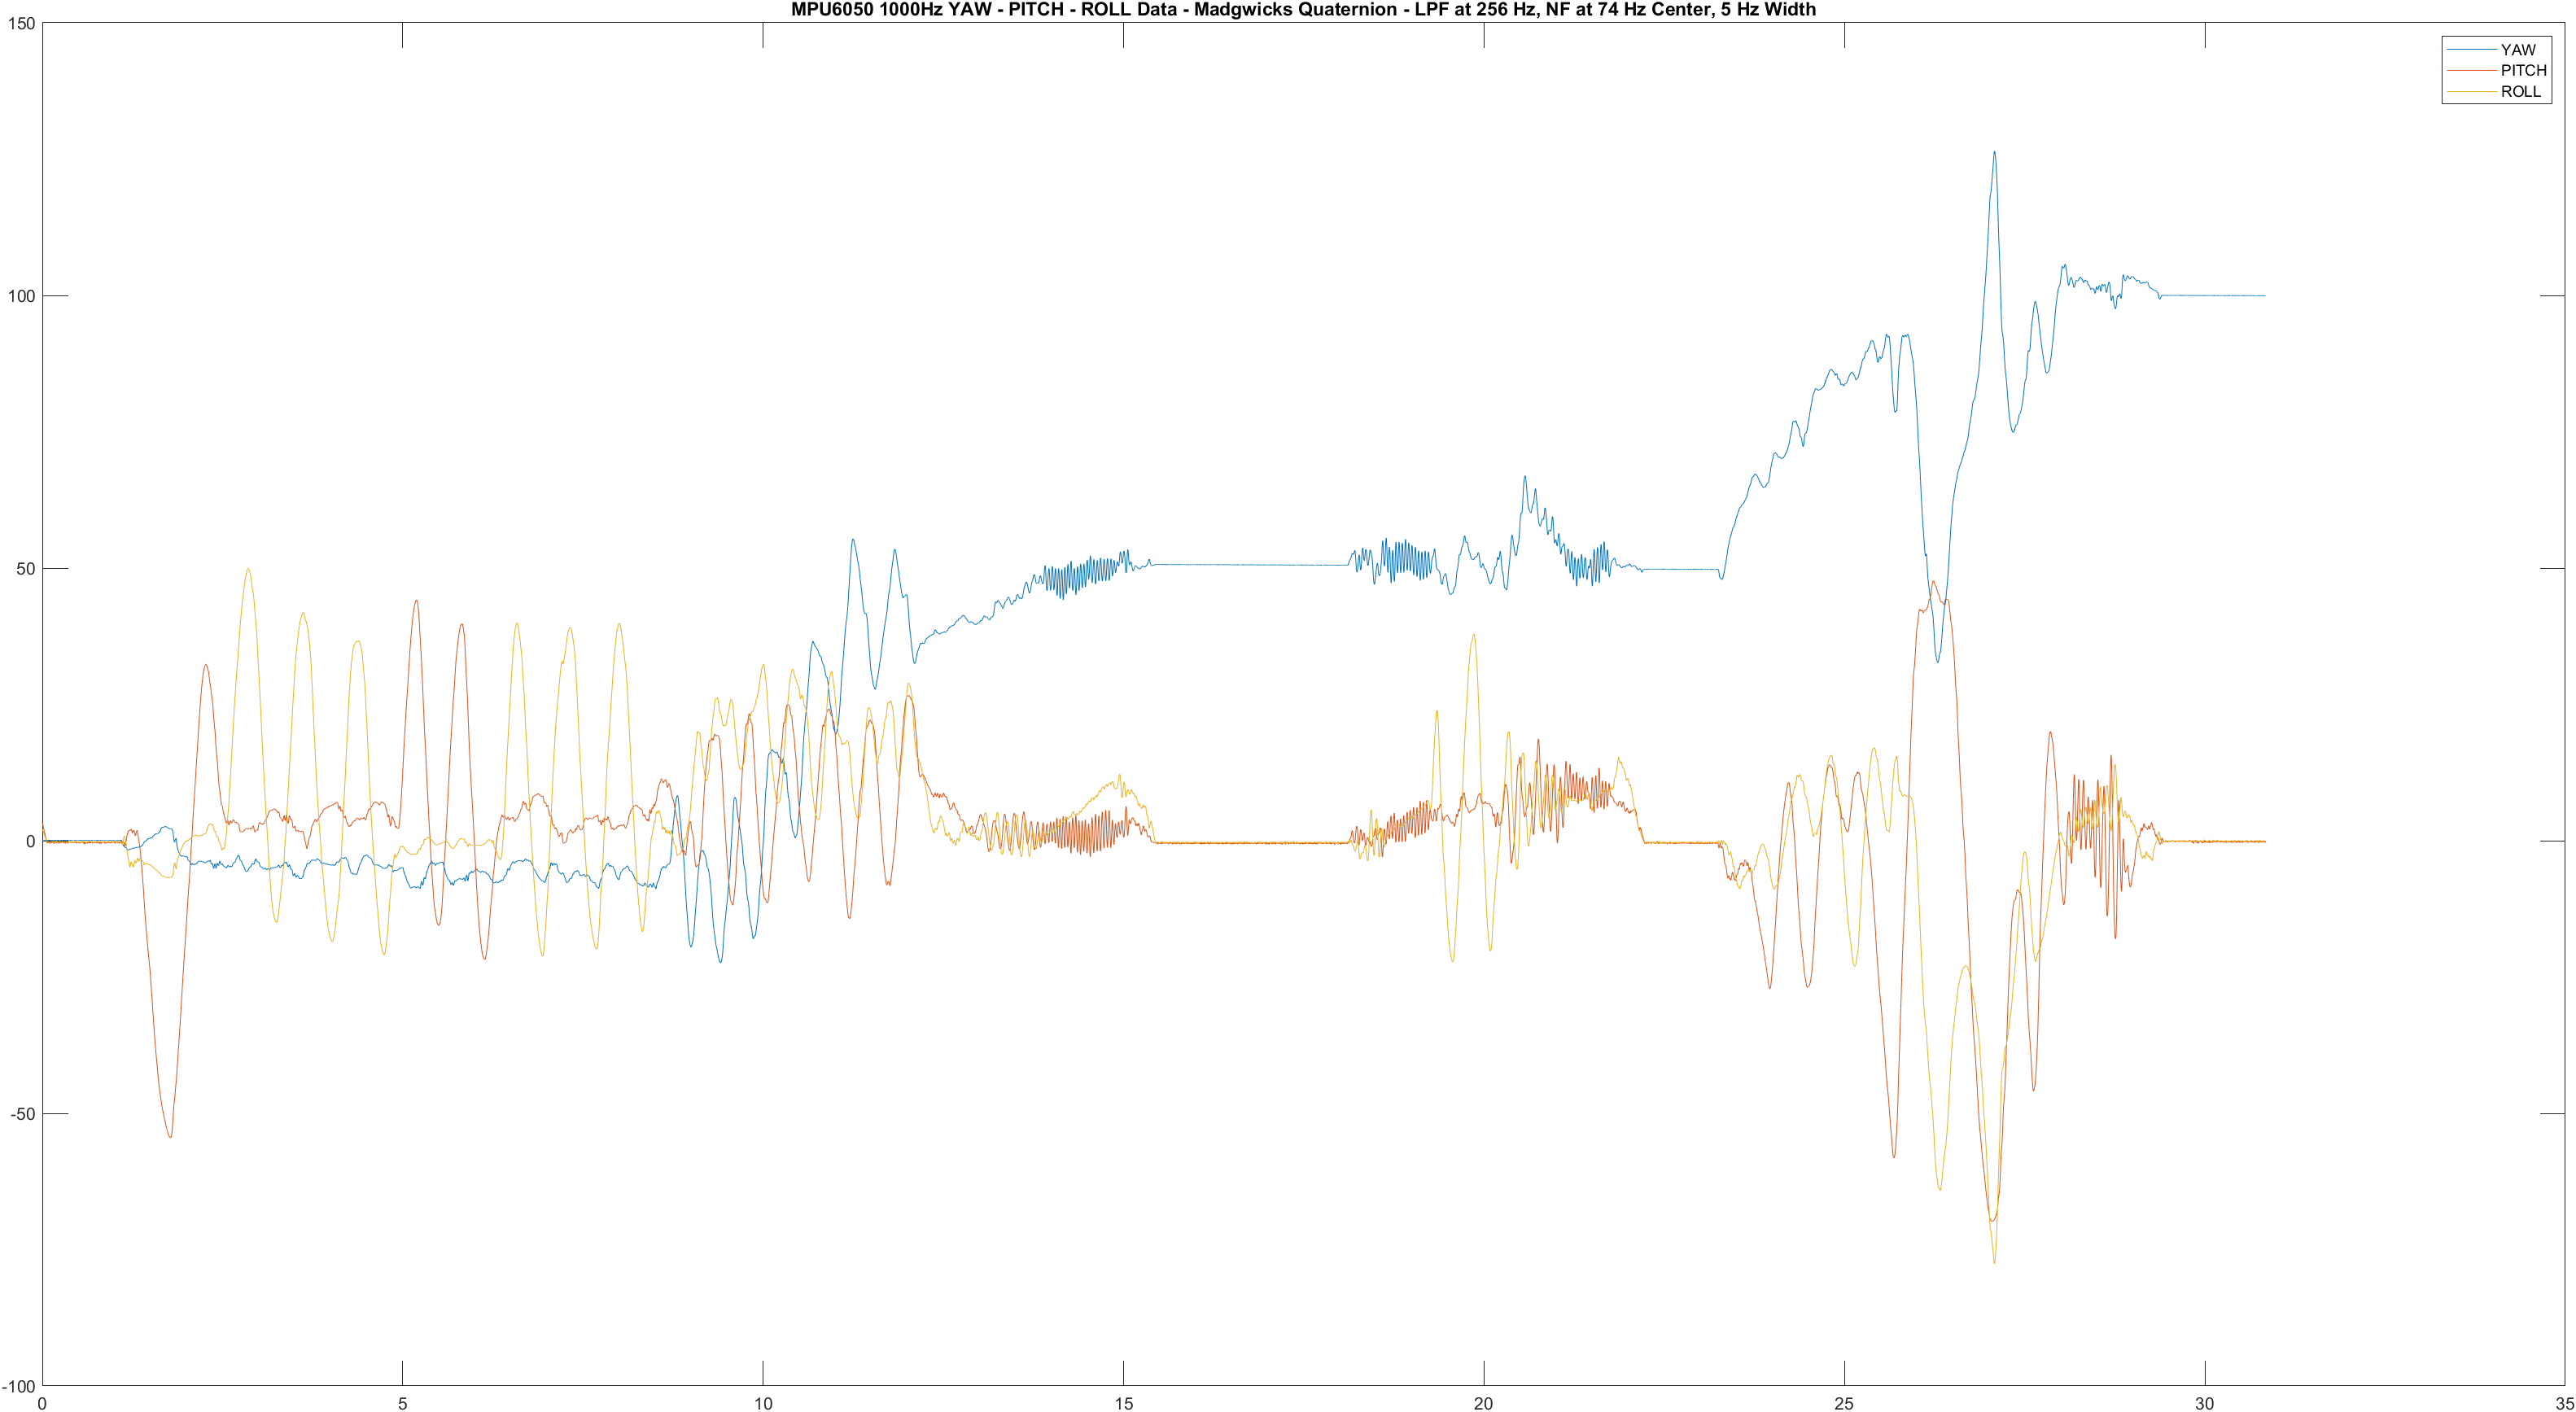 MPU6050 1000Hz YAW - PITCH - ROLL Data - Madgwicks Quaternion - LPF at 256 Hz, NF at 74 Hz Center, 5 Hz Width
150
YAW
PITCH
ROLL
100
50
0
-50
-100
0 5 10 15 20 25 30 35